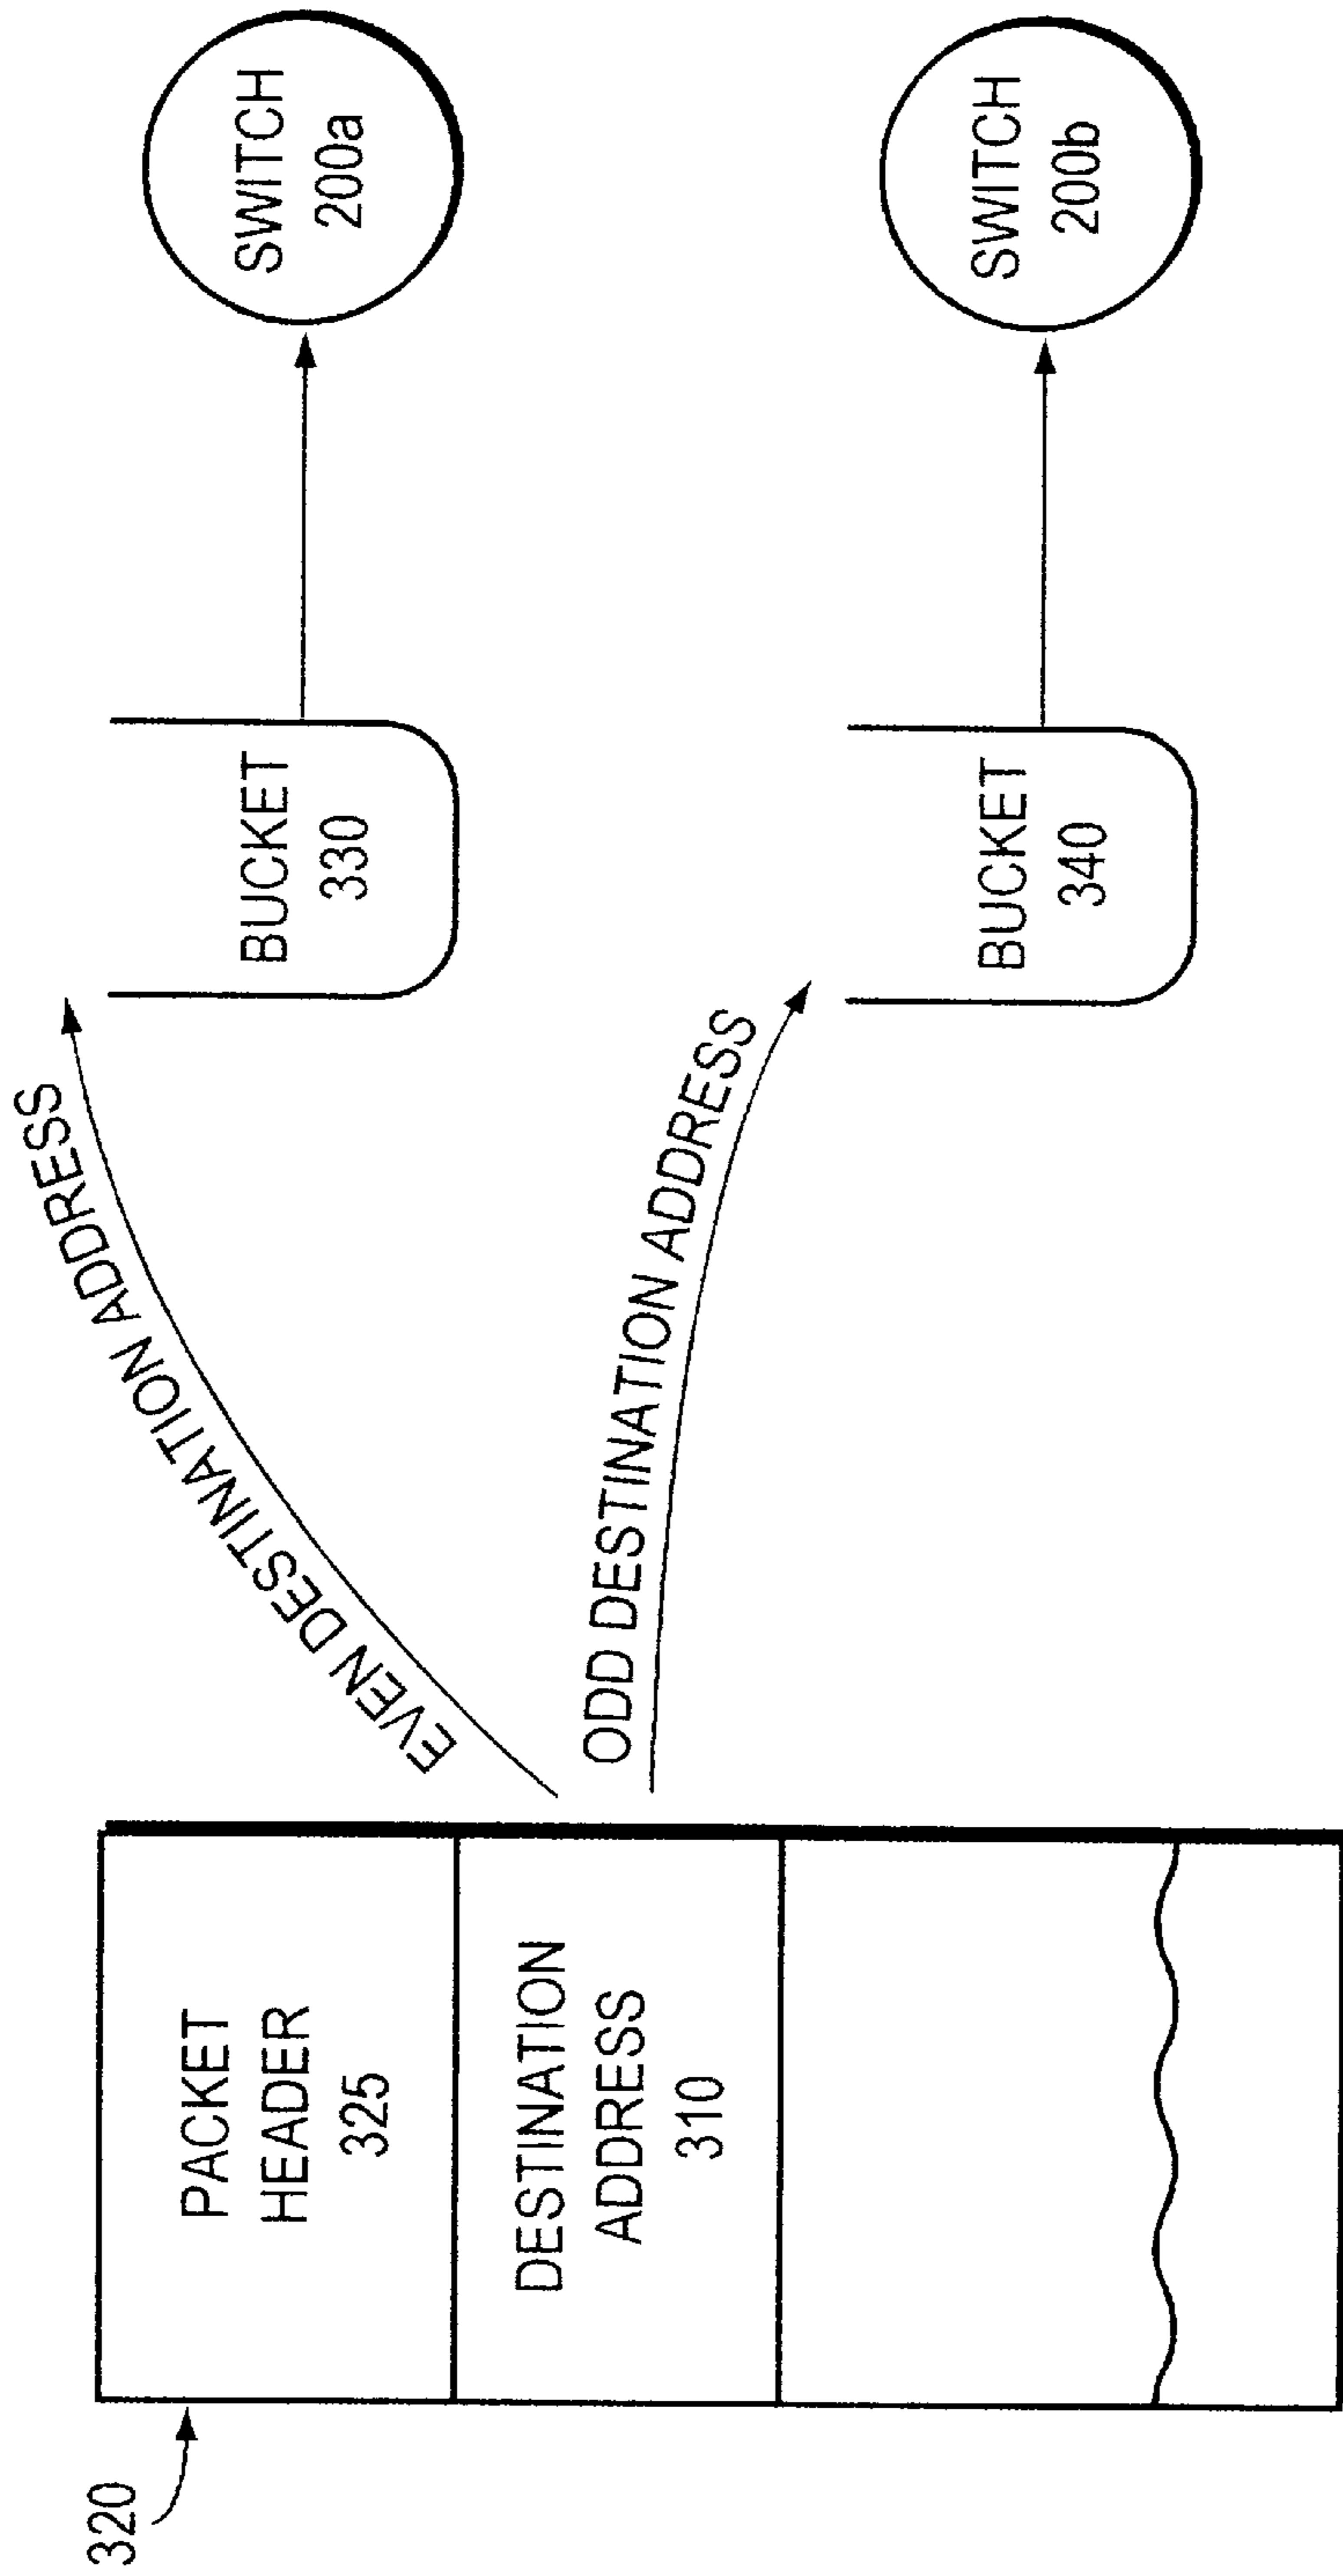 320
PACKET
HEADER
325
DESTINATION
ADDRESS
310
EVEN DESTINATION ADDRESS
ODD DESTINATION ADDRESS
BUCKET
330
BUCKET
340
SWITCH
200a
SWITCH
200b